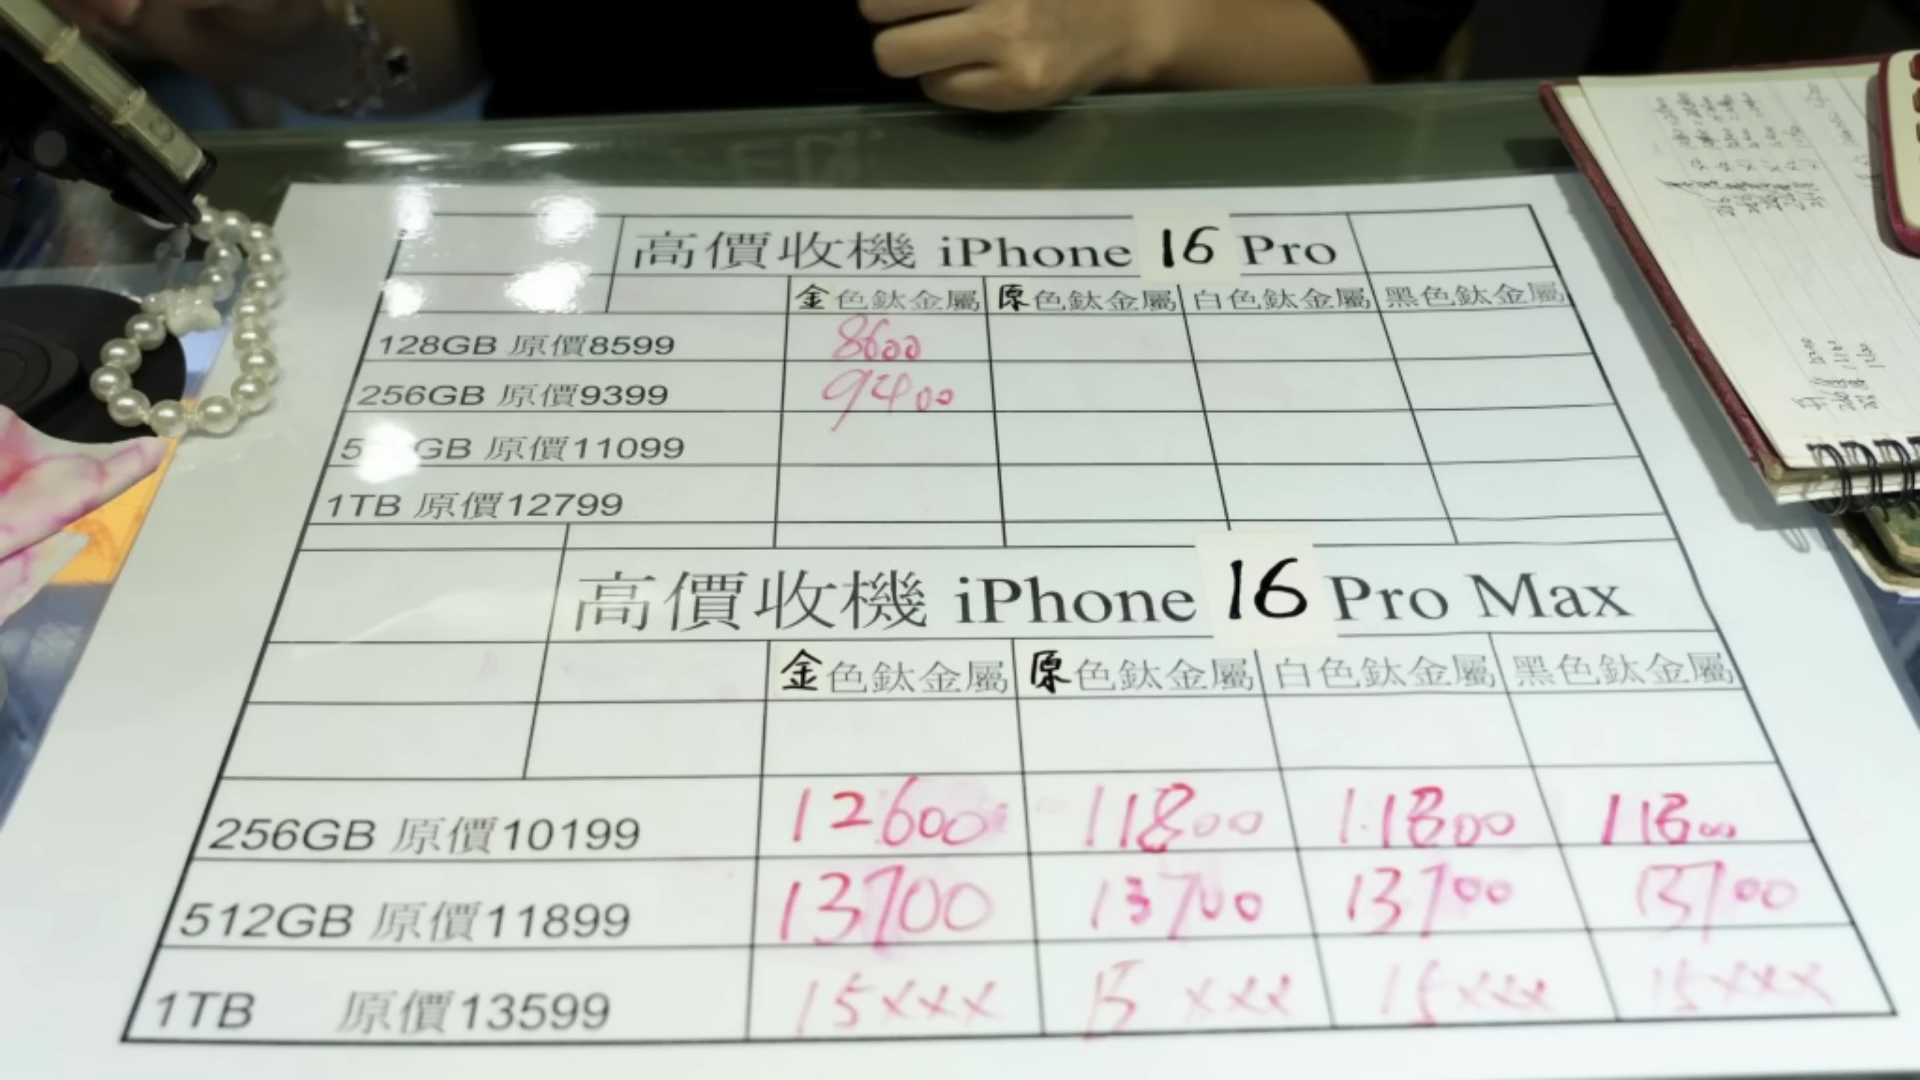 高價收機 iPhone 16 Pro
金色鈦金屬 原色鈦金屬 白色鈦金屬 黑色鈦金屬
128GB 原價8599 8600
256GB 原價9399 9400
GB 原價11099
1TB 原價12799
高價收機 iPhone 16 Pro Max
金色鈦金屬 原色鈦金屬 白色鈦金屬 黑色鈦金屬
256GB 原價10199 12600 11800 11800 11800
512GB 原價11899 13700 13700 13700 13700
1TB 原價13599 15××× 15××× 15××× 15×××